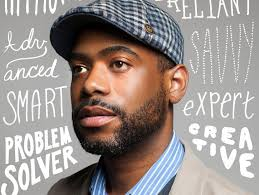 RELIANT
Adv
anced
SAVVY
SMART
expert
PROBLEM
SOLVER
CREA
TIVE